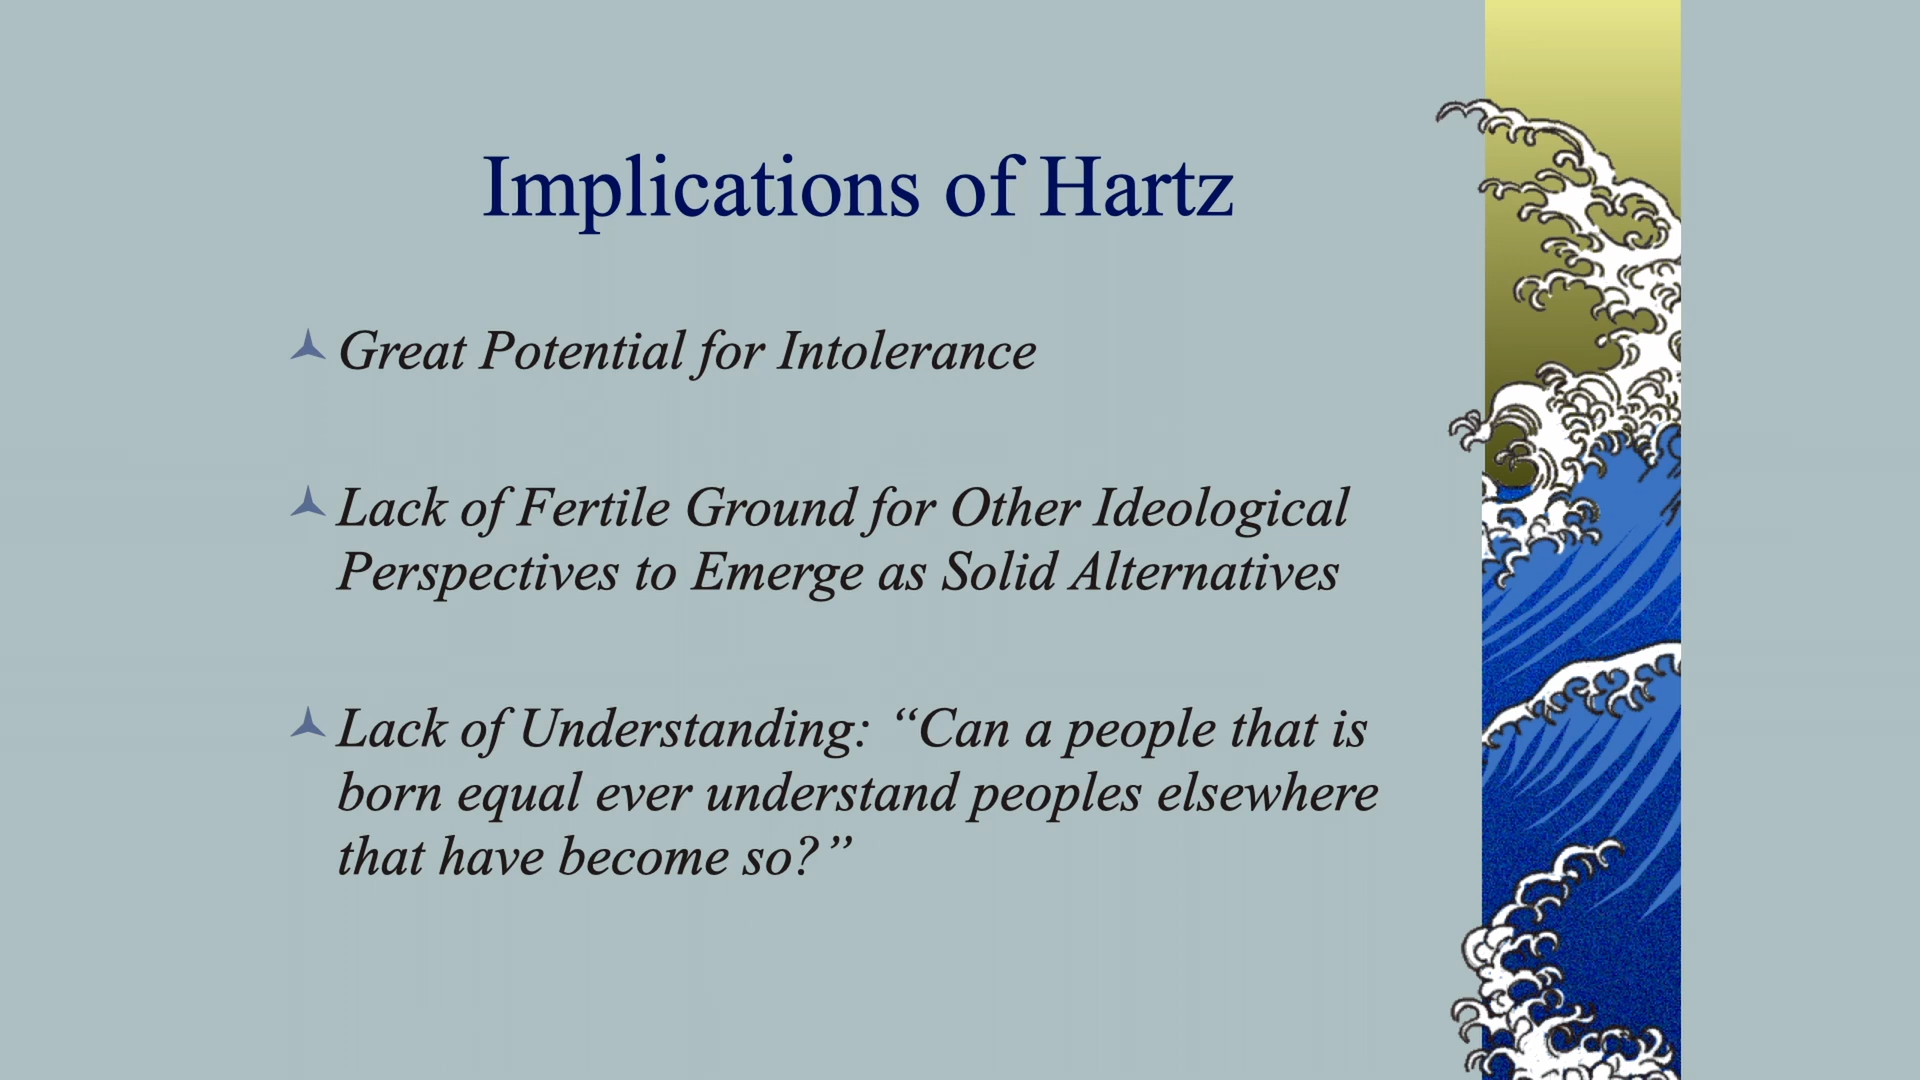 Implications of Hartz
Great Potential for Intolerance
Lack of Fertile Ground for Other Ideological
Perspectives to Emerge as Solid Alternatives
Lack of Understanding: “Can a people that is
born equal ever understand peoples elsewhere
that have become so?”